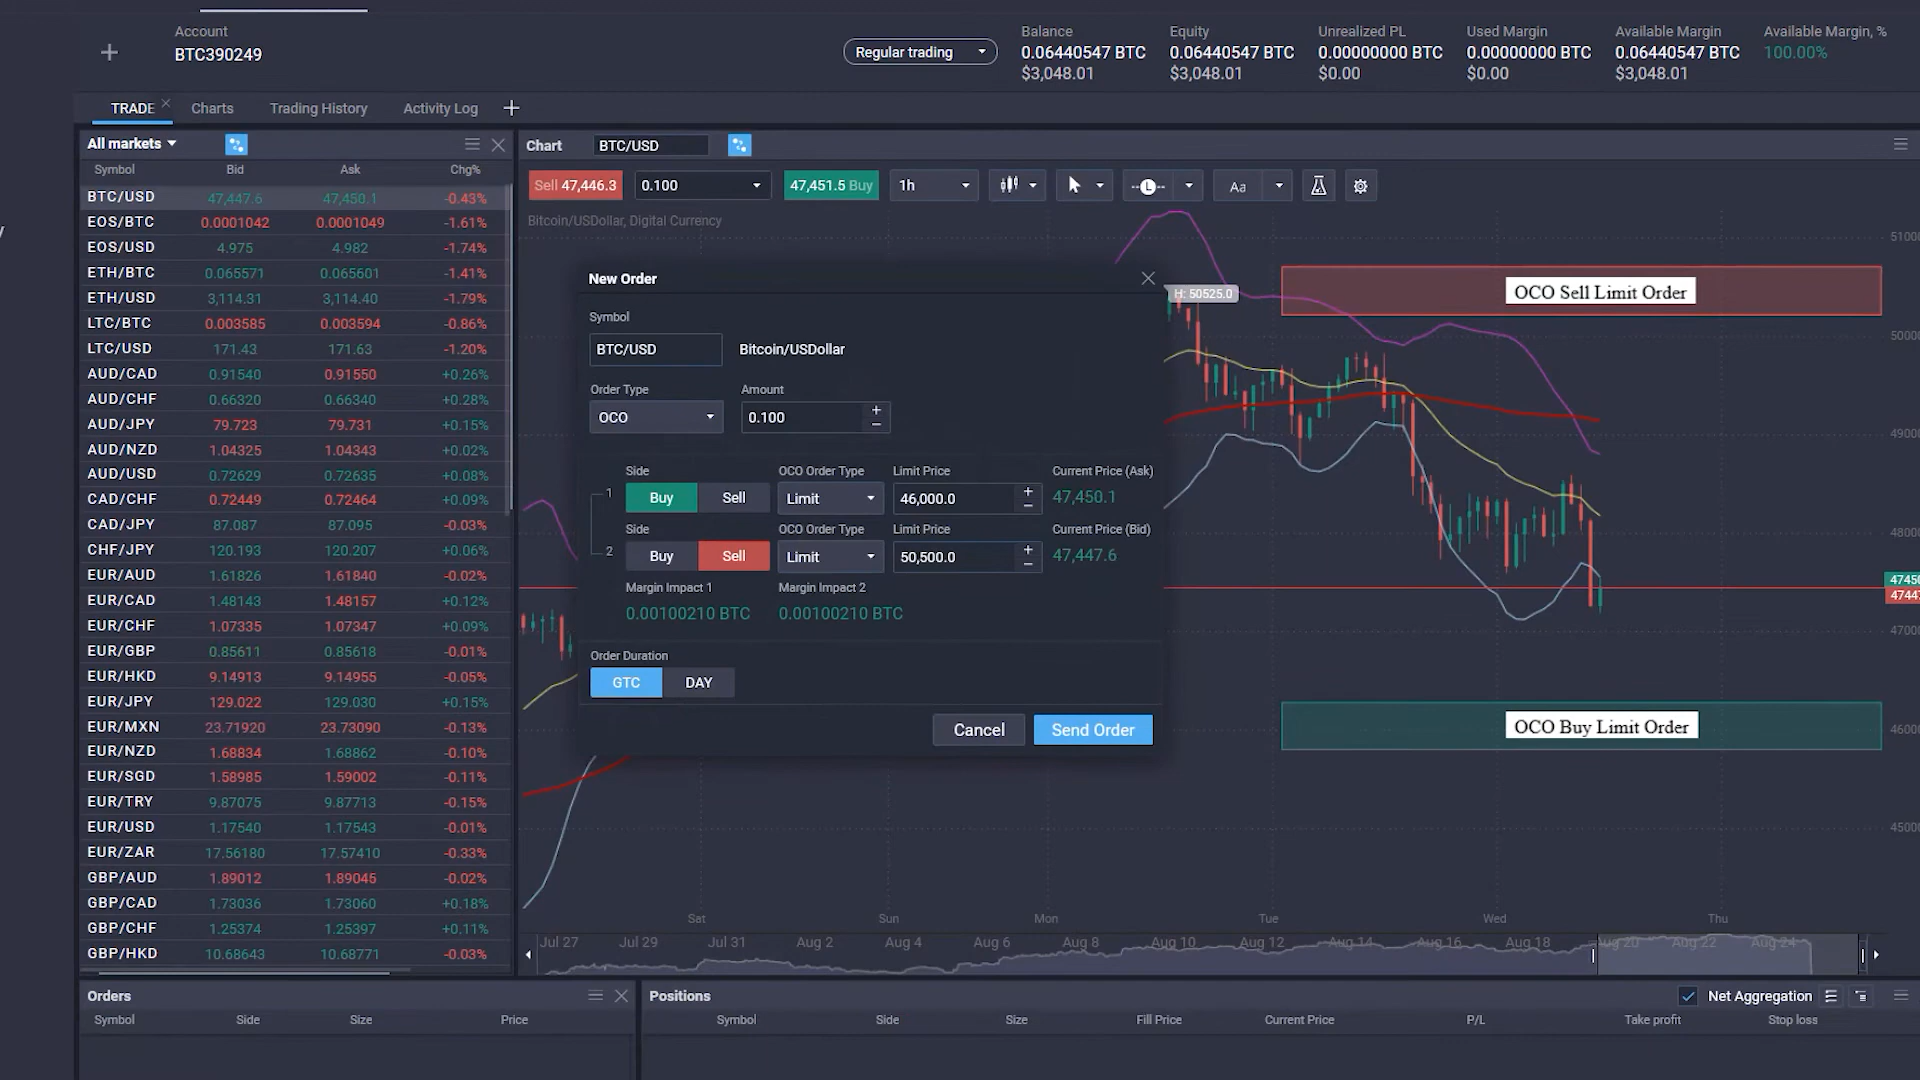 Account
BTC390249
Regular trading
Balance
0.06440547 BTC
$3,048.01
Equity
0.06440547 BTC
$3,048.01
Unrealized PL
0.00000000 BTC
$0.00
Used Margin
0.00000000 BTC
$0.00
Available Margin
0.06440547 BTC
$3,048.01
Available Margin, %
100.00%
TRADE Charts Trading History Activity Log
All markets
Symbol Bid Ask Chg%
BTC/USD 47,447.6 47,450.1 -0.43%
EOS/BTC 0.0001042 0.0001049 -1.61%
EOS/USD 4.975 4.982 -1.74%
ETH/BTC 0.065571 0.065601 -1.41%
ETH/USD 3,114.31 3,114.40 -1.79%
LTC/BTC 0.003585 0.003594 -0.86%
LTC/USD 171.43 171.63 -1.20%
AUD/CAD 0.91540 0.91550 +0.26%
AUD/CHF 0.66320 0.66340 +0.28%
AUD/JPY 79.723 79.731 +0.15%
AUD/NZD 1.04325 1.04343 +0.02%
AUD/USD 0.72629 0.72635 +0.08%
CAD/CHF 0.72449 0.72464 +0.09%
CAD/JPY 87.087 87.095 -0.03%
CHF/JPY 120.193 120.207 +0.06%
EUR/AUD 1.61826 1.61840 -0.02%
EUR/CAD 1.48143 1.48157 +0.12%
EUR/CHF 1.07335 1.07347 +0.09%
EUR/GBP 0.85611 0.85618 -0.01%
EUR/HKD 9.14913 9.14955 -0.05%
EUR/JPY 129.022 129.030 +0.15%
EUR/MXN 23.71920 23.73090 -0.13%
EUR/NZD 1.68834 1.68862 -0.10%
EUR/SGD 1.58985 1.59002 -0.11%
EUR/TRY 9.87075 9.87713 -0.15%
EUR/USD 1.17540 1.17543 -0.01%
EUR/ZAR 17.56180 17.57410 -0.33%
GBP/AUD 1.89012 1.89045 -0.02%
GBP/CAD 1.73036 1.73060 +0.18%
GBP/CHF 1.25374 1.25397 +0.11%
GBP/HKD 10.68643 10.68771 -0.03%
Chart BTC/USD
Sell 47,446.3 0.100 47,451.5 Buy 1h Aa
Bitcoin/USDollar, Digital Currency
New Order
Symbol
BTC/USD Bitcoin/USDollar
Order Type Amount
OCO 0.100
Side OCO Order Type Limit Price Current Price (Ask)
1 Buy Sell Limit 46,000.0 47,450.1
Side OCO Order Type Limit Price Current Price (Bid)
2 Buy Sell Limit 50,500.0 47,447.6
Margin Impact 1 Margin Impact 2
0.00100210 BTC 0.00100210 BTC
Order Duration
GTC DAY
Cancel Send Order
H: 50525.0
OCO Sell Limit Order
OCO Buy Limit Order
5100
50000
49000
48000
4745
4744
47000
46000
45000
Sat Sun Mon Tue Wed Thu
Jul 27 Jul 29 Jul 31 Aug 2 Aug 4 Aug 6 Aug 8 Aug 10 Aug 12 Aug 14 Aug 16 Aug 18 Aug 20 Aug 22 Aug 24
Orders
Symbol Side Size Price
Positions Net Aggregation
Symbol Side Size Fill Price Current Price P/L Take profit Stop loss